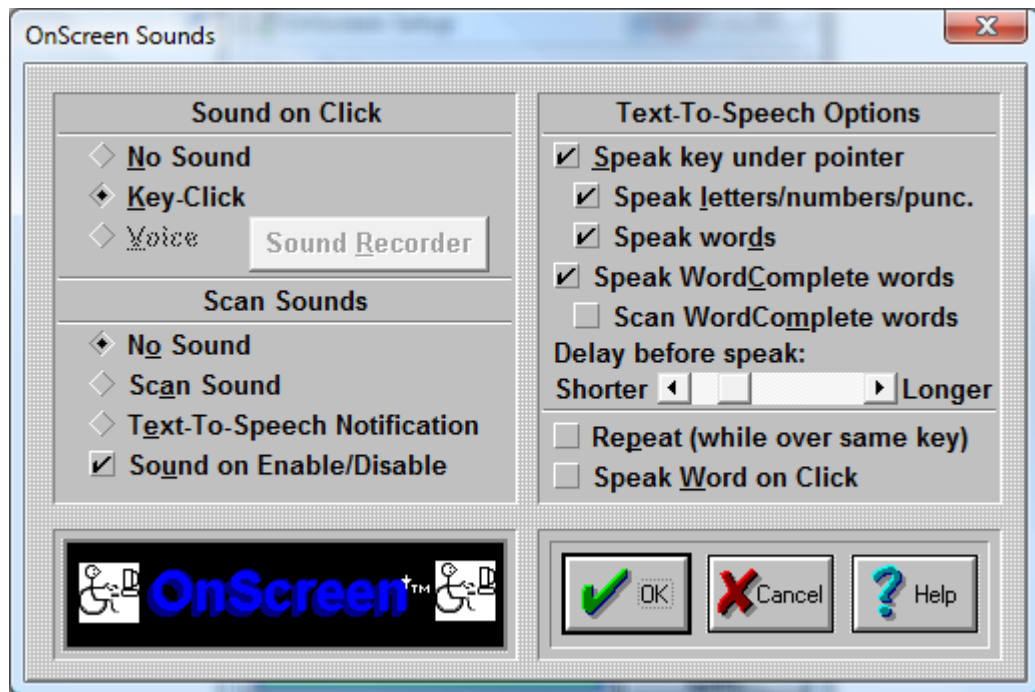 OnScreen Sounds
Sound on Click
No Sound
Key-Click
Voice
Sound Recorder
Scan Sounds
No Sound
Scan Sound
Text-To-Speech Notification
Sound on Enable/Disable
Text-To-Speech Options
Speak key under pointer
Speak letters/numbers/punc.
Speak words
Speak WordComplete words
Scan WordComplete words
Delay before speak:
Shorter Longer
Repeat (while over same key)
Speak Word on Click
OnScreen+™
OK Cancel Help